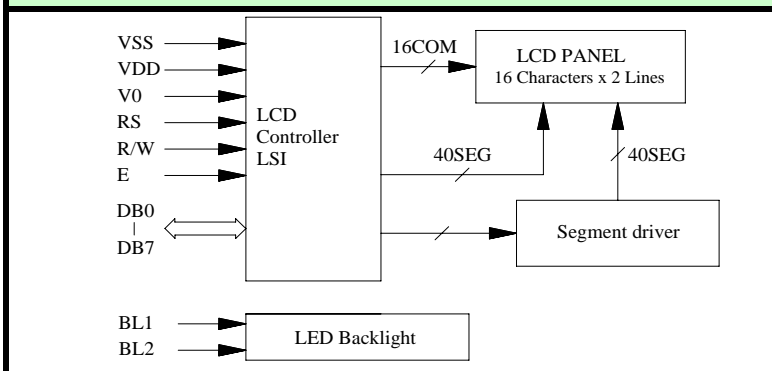 VSS
VDD
V0
RS
R/W
E
DB0
|
DB7
LCD
Controller
LSI
16COM
LCD PANEL
16 Characters x 2 Lines
40SEG
40SEG
Segment driver
BL1
BL2
LED Backlight